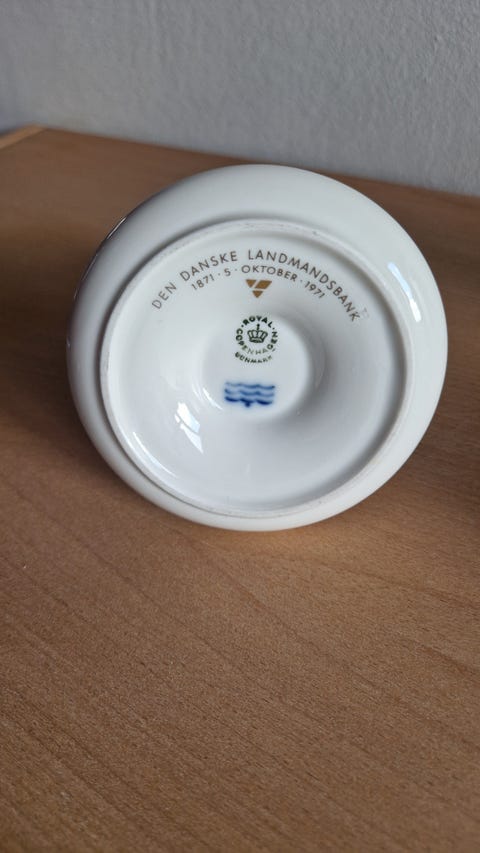 DEN DANSKE LANDMANDSBANK
1871 · 5 · OKTOBER · 1971
· ROYAL ·
COPENHAGEN
DENMARK